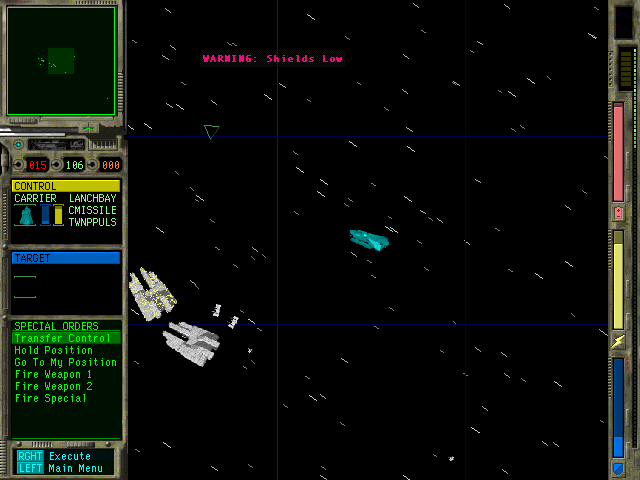 WARNING: Shields Low
015 106 000
CONTROL
CARRIER LANCHBAY
CMISSILE
TWNPPULS
TARGET
SPECIAL ORDERS
Transfer Control
Hold Position
Go To My Position
Fire Weapon 1
Fire Weapon 2
Fire Special
RGHT Execute
LEFT Main Menu